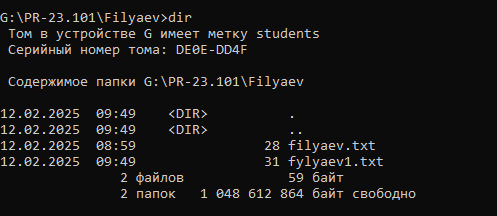 G:\PR-23.101\Filyaev>dir
Том в устройстве G имеет метку students
Серийный номер тома: DE0E-DD4F
Содержимое папки G:\PR-23.101\Filyaev
12.02.2025  09:49    <DIR>          .
12.02.2025  09:49    <DIR>          ..
12.02.2025  08:59                28 filyaev.txt
12.02.2025  09:49                31 fylyaev1.txt
2 файлов             59 байт
2 папок   1 048 612 864 байт свободно